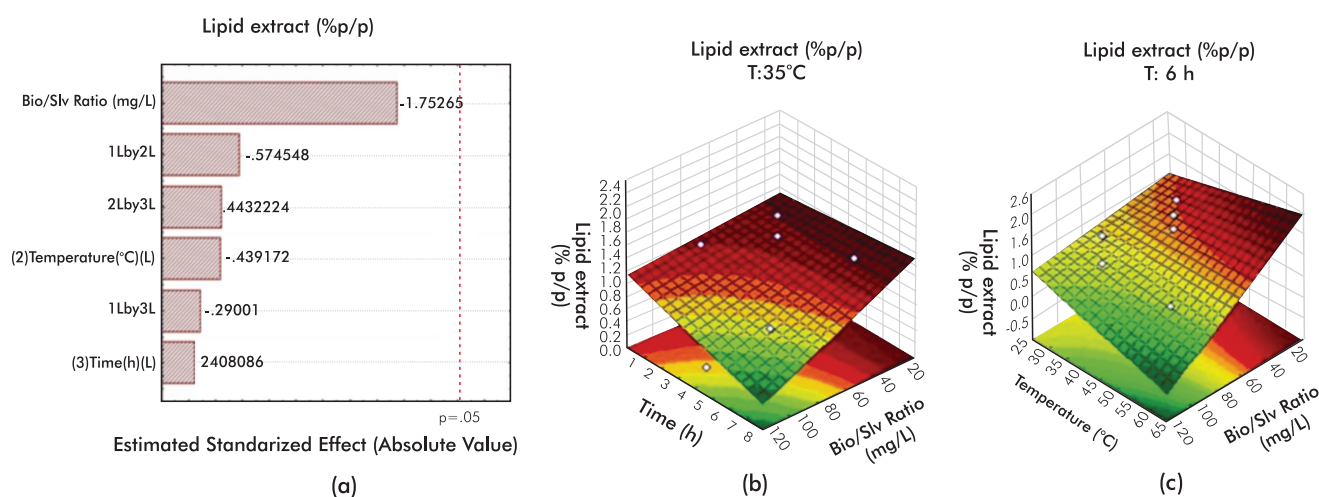 Lipid extract (%p/p)
Bio/Slv Ratio (mg/L)
-1.75265
1Lby2L
-.574548
2Lby3L
.4432224
(2)Temperature(°C)(L)
-.439172
1Lby3L
-.29001
(3)Time(h)(L)
2408086
p=.05
Estimated Standarized Effect (Absolute Value)
(a)
Lipid extract (%p/p)
T:35°C
Lipid extract
(% p/p)
2.4
2.2
2.0
1.8
1.6
1.4
1.2
1.0
0.8
0.6
0.4
0.2
0.0
1
2
3
4
5
6
7
8
Time (h)
120
100
80
60
40
20
Bio/Slv Ratio
(mg/L)
(b)
Lipid extract (%p/p)
T: 6 h
Lipid extract
(% p/p)
2.6
2.0
1.6
1.0
0.5
0.0
-0.5
25
30
35
40
45
50
55
60
65
Temperature (°C)
120
100
80
60
40
20
Bio/Slv Ratio
(mg/L)
(c)